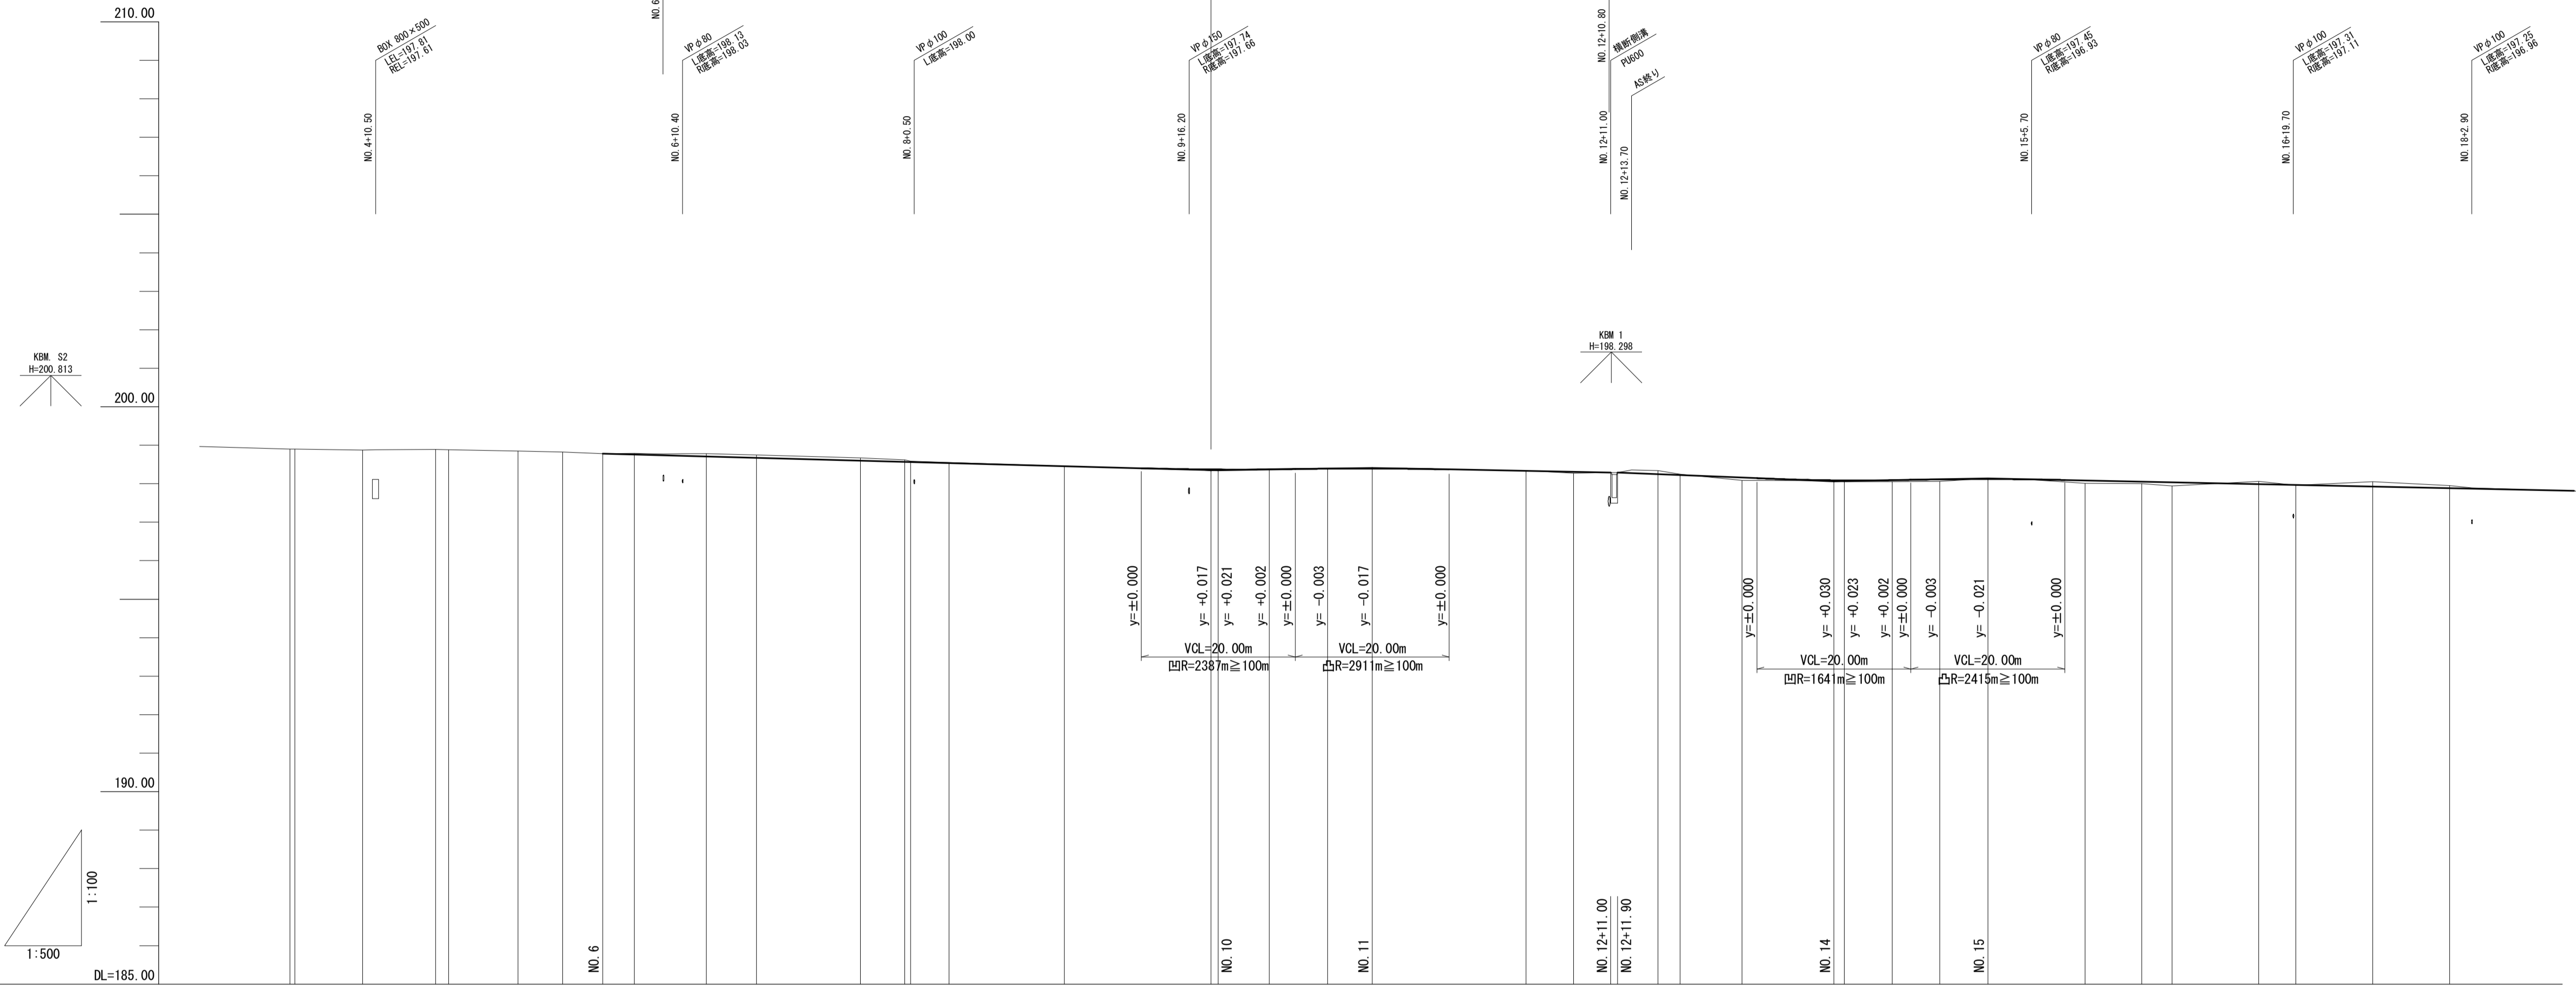 210.00
NO.6
BOX 800×500
LEL=197.81
REL=197.61
NO.4+10.50
VPφ80
L底高=198.13
R底高=198.03
NO.6+10.40
VPφ100
L底高=198.00
NO.8+0.50
VPφ150
L底高=197.74
R底高=197.66
NO.9+16.20
NO.12+10.80
横断側溝
PU600
NO.12+11.00
AS終り
NO.12+13.70
VPφ80
L底高=197.45
R底高=196.93
NO.15+5.70
VPφ100
L底高=197.31
R底高=197.11
NO.16+19.70
VPφ100
L底高=197.25
R底高=196.96
NO.18+2.90
KBM. S2
H=200.813
KBM 1
H=198.298
200.00
y=±0.000
y= +0.017
y= +0.021
y= +0.002
y=±0.000
y= -0.003
y= -0.017
y=±0.000
VCL=20.00m
凹R=2387m≧100m
VCL=20.00m
凸R=2911m≧100m
y=±0.000
y= +0.030
y= +0.023
y= +0.002
y=±0.000
y= -0.003
y= -0.021
y=±0.000
VCL=20.00m
凹R=1641m≧100m
VCL=20.00m
凸R=2415m≧100m
190.00
1:100
1:500
DL=185.00
NO.6
NO.10
NO.11
NO.12+11.00
NO.12+11.90
NO.14
NO.15